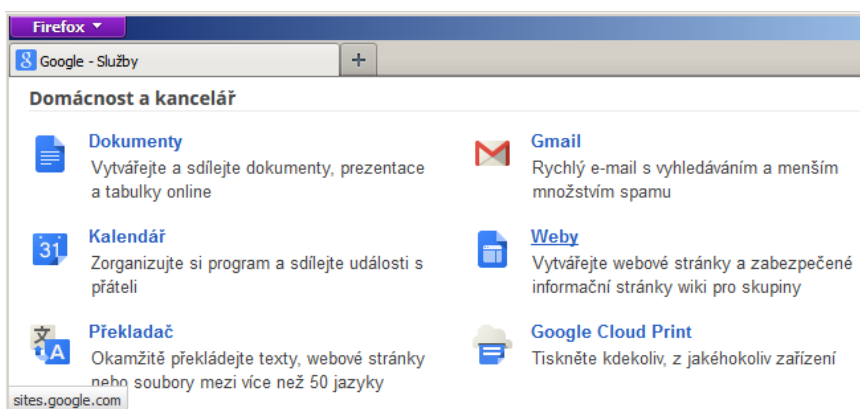 Firefox
Google - Služby
Domácnost a kancelář
Dokumenty
Vytvářejte a sdílejte dokumenty, prezentace
a tabulky online
Gmail
Rychlý e-mail s vyhledáváním a menším
množstvím spamu
31
Kalendář
Zorganizujte si program a sdílejte události s
přáteli
Weby
Vytvářejte webové stránky a zabezpečené
informační stránky wiki pro skupiny
文
A
Překladač
Okamžitě překládejte texty, webové stránky
nebo soubory mezi více než 50 jazyky
Google Cloud Print
Tiskněte kdekoliv, z jakéhokoliv zařízení
sites.google.com